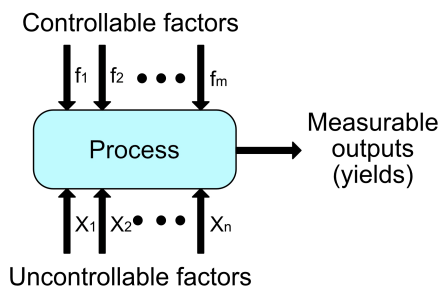 Controllable factors
f1 f2 ••• fm
Process
Measurable
outputs
(yields)
X1 X2 ••• Xn
Uncontrollable factors